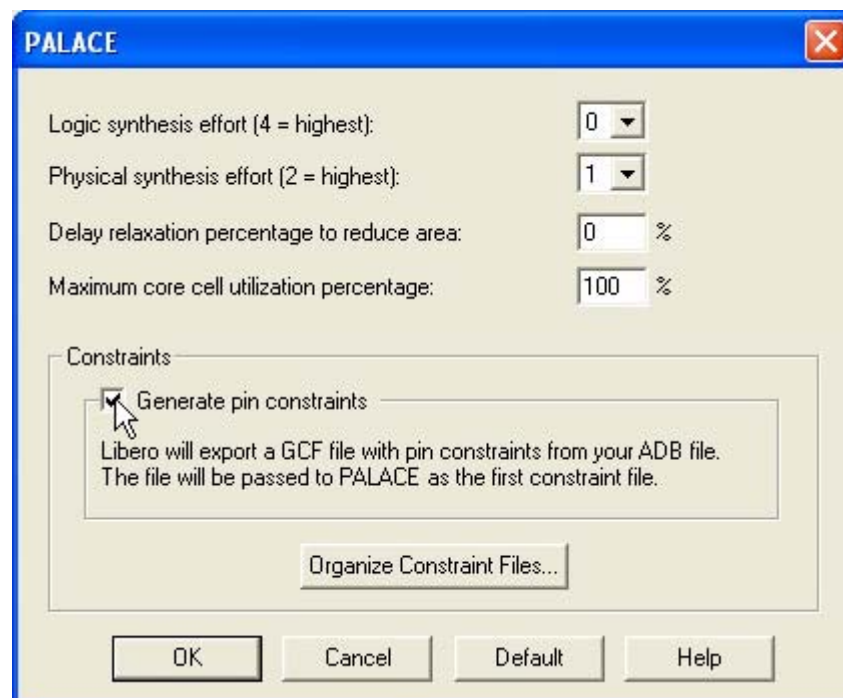 PALACE
Logic synthesis effort (4 = highest): 0
Physical synthesis effort (2 = highest): 1
Delay relaxation percentage to reduce area: 0 %
Maximum core cell utilization percentage: 100 %
Constraints
Generate pin constraints
Libero will export a GCF file with pin constraints from your ADB file.
The file will be passed to PALACE as the first constraint file.
Organize Constraint Files...
OK Cancel Default Help